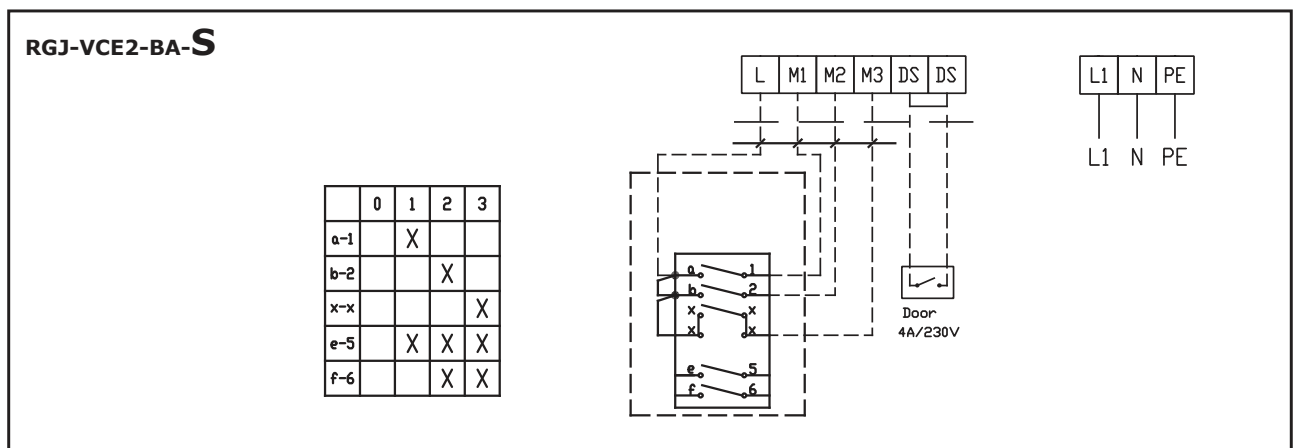 RGJ-VCE2-BA-S
L M1 M2 M3 DS DS
L1 N PE
L1 N PE
0 1 2 3
a-1 X
b-2 X
x-x X
e-5 X X X
f-6 X X
a 1
b 2
x x
x x
e 5
f 6
Door
4A/230V